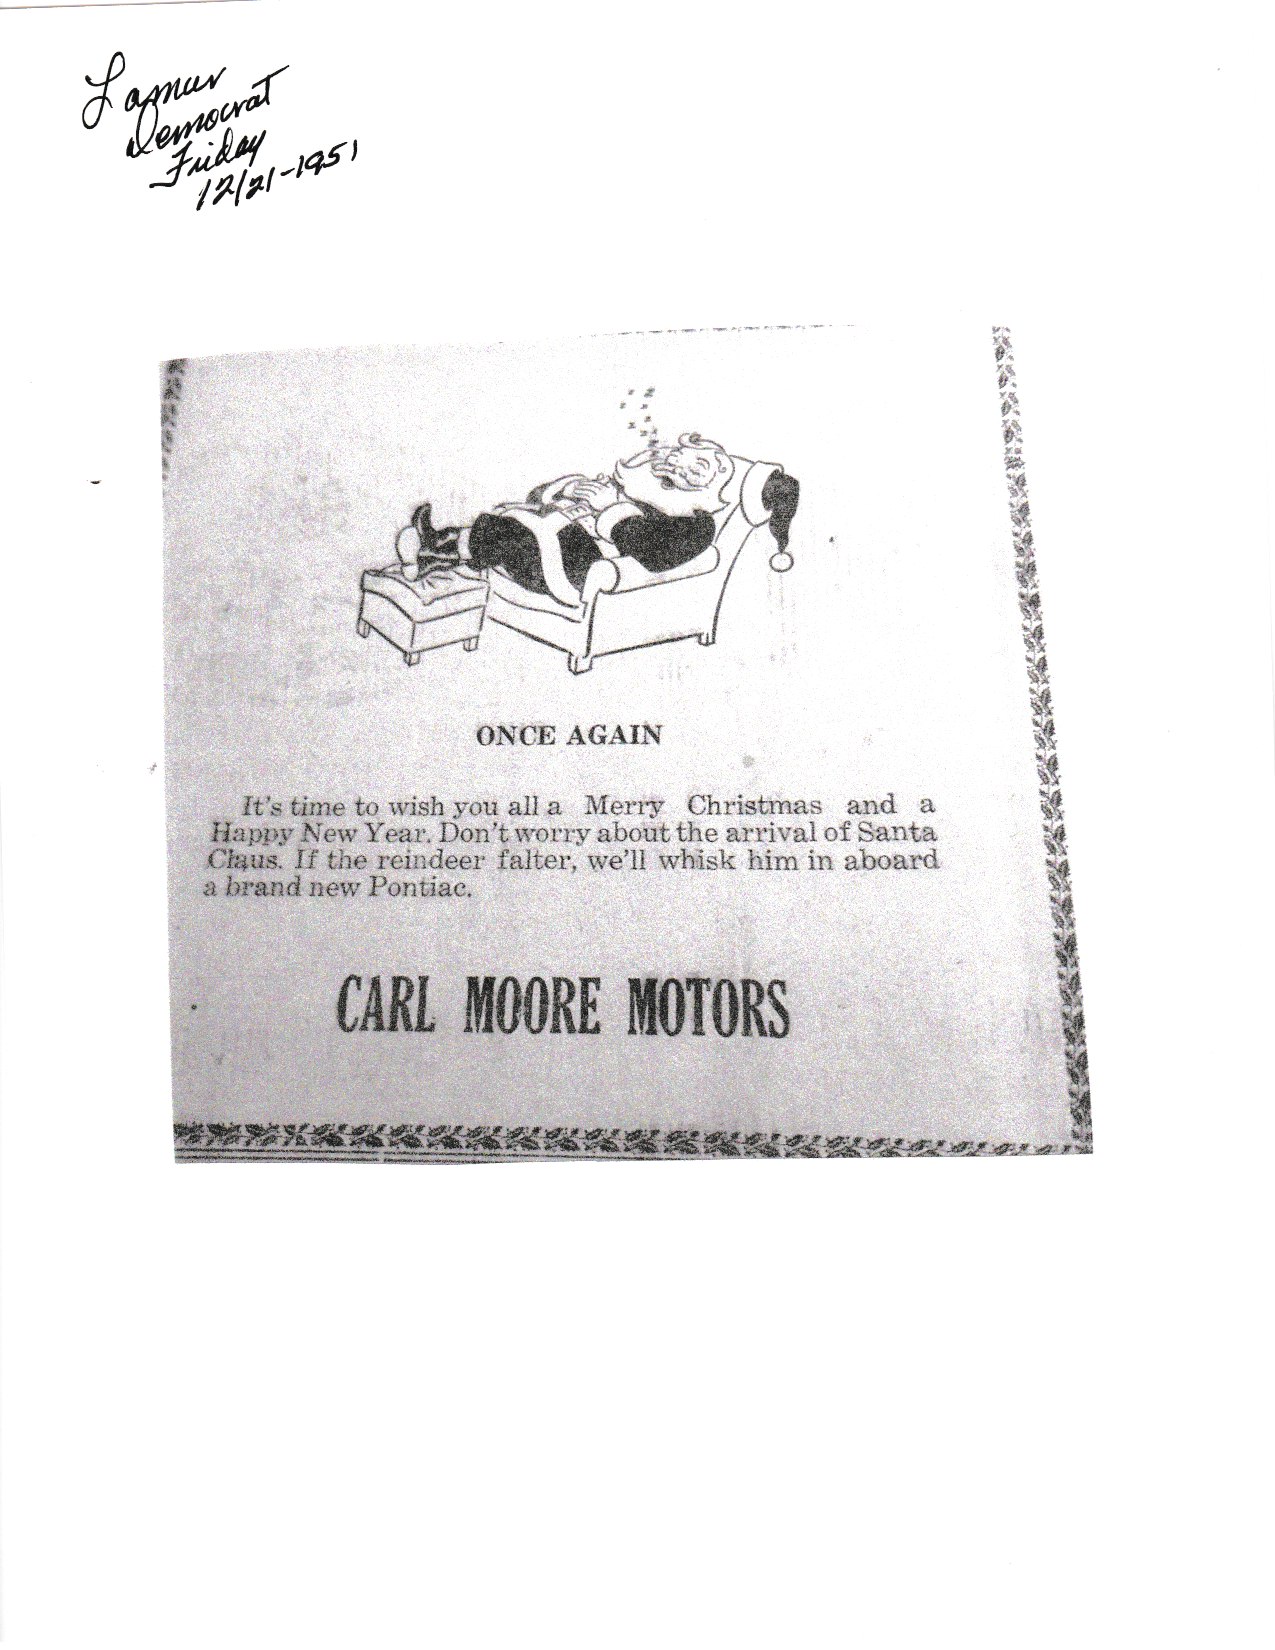 Lamar
Democrat
Friday
12/21-1951
ONCE AGAIN
It's time to wish you all a Merry Christmas and a
Happy New Year. Don't worry about the arrival of Santa
Claus. If the reindeer falter, we'll whisk him in aboard
a brand new Pontiac.
CARL MOORE MOTORS